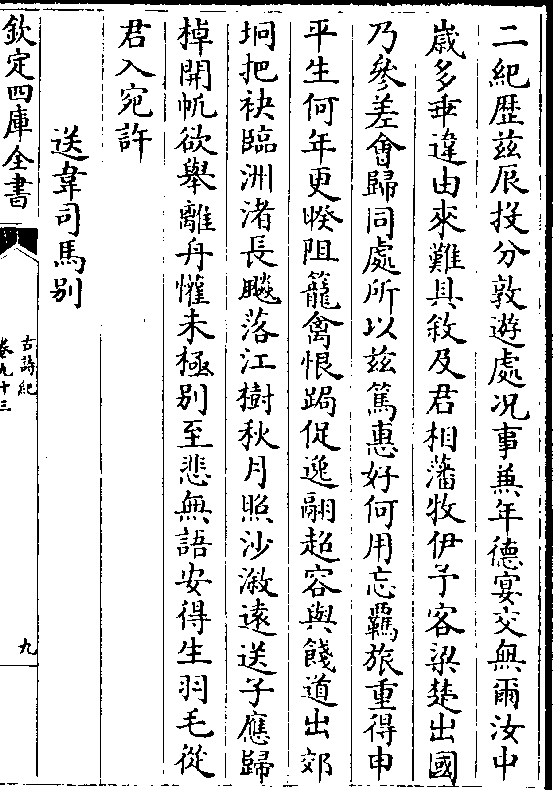 二紀歴兹辰投分敦遊處况事兼年德宴交無爾汝中
歳多乖違由來難具敘及君相藩牧伊予客梁楚出國
乃參差㑹歸同處所以兹篤惠好何用忘羈旅重得申
平生何年更睽阻籠禽恨跼促逸翮超容與餞道出郊
坰把袂臨洲渚長飈落江樹秋月照沙溆遠送子應歸
棹開帆欲舉離舟懽未極别至悲無語安得生羽毛從
君入宛許
送韋司馬别
欽定四庫全書
古詩紀
卷九十三
九